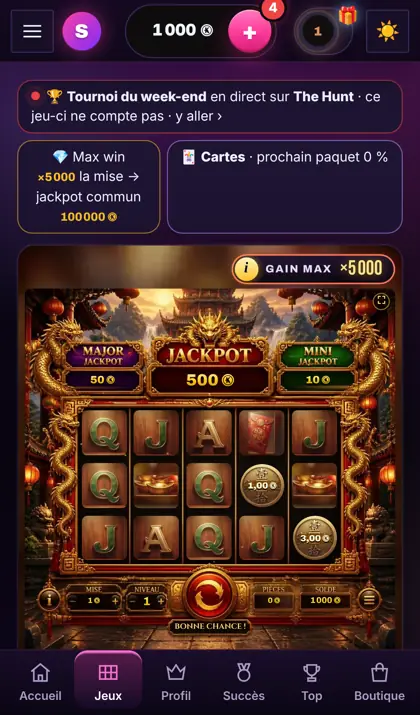 S
1 000
+
4
1
🏆 Tournoi du week-end en direct sur The Hunt · ce
jeu-ci ne compte pas · y aller ›
💎 Max win
×5000 la mise →
jackpot commun
100 000
🃏 Cartes · prochain paquet 0 %
i GAIN MAX ×5000
MAJOR
JACKPOT
50
JACKPOT
500
MINI
JACKPOT
10
Q J A J
Q Q 1,00
J A Q J 3,00
i
MISE
1 +
NIVEAU
1 +
PIÈCES
0
SOLDE
1000
BONNE CHANCE !
Accueil
Jeux
Profil
Succès
Top
Boutique